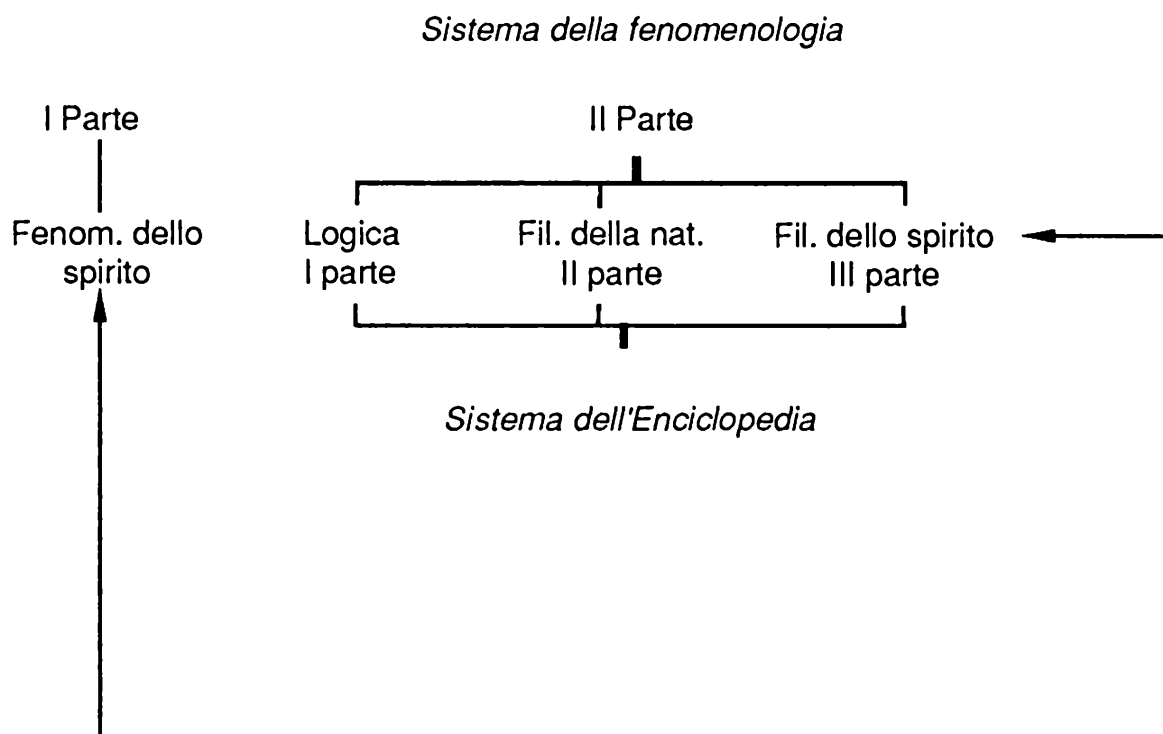 Sistema della fenomenologia
I Parte
II Parte
Fenom. dello
spirito
Logica
I parte
Fil. della nat.
II parte
Fil. dello spirito
III parte
Sistema dell'Enciclopedia